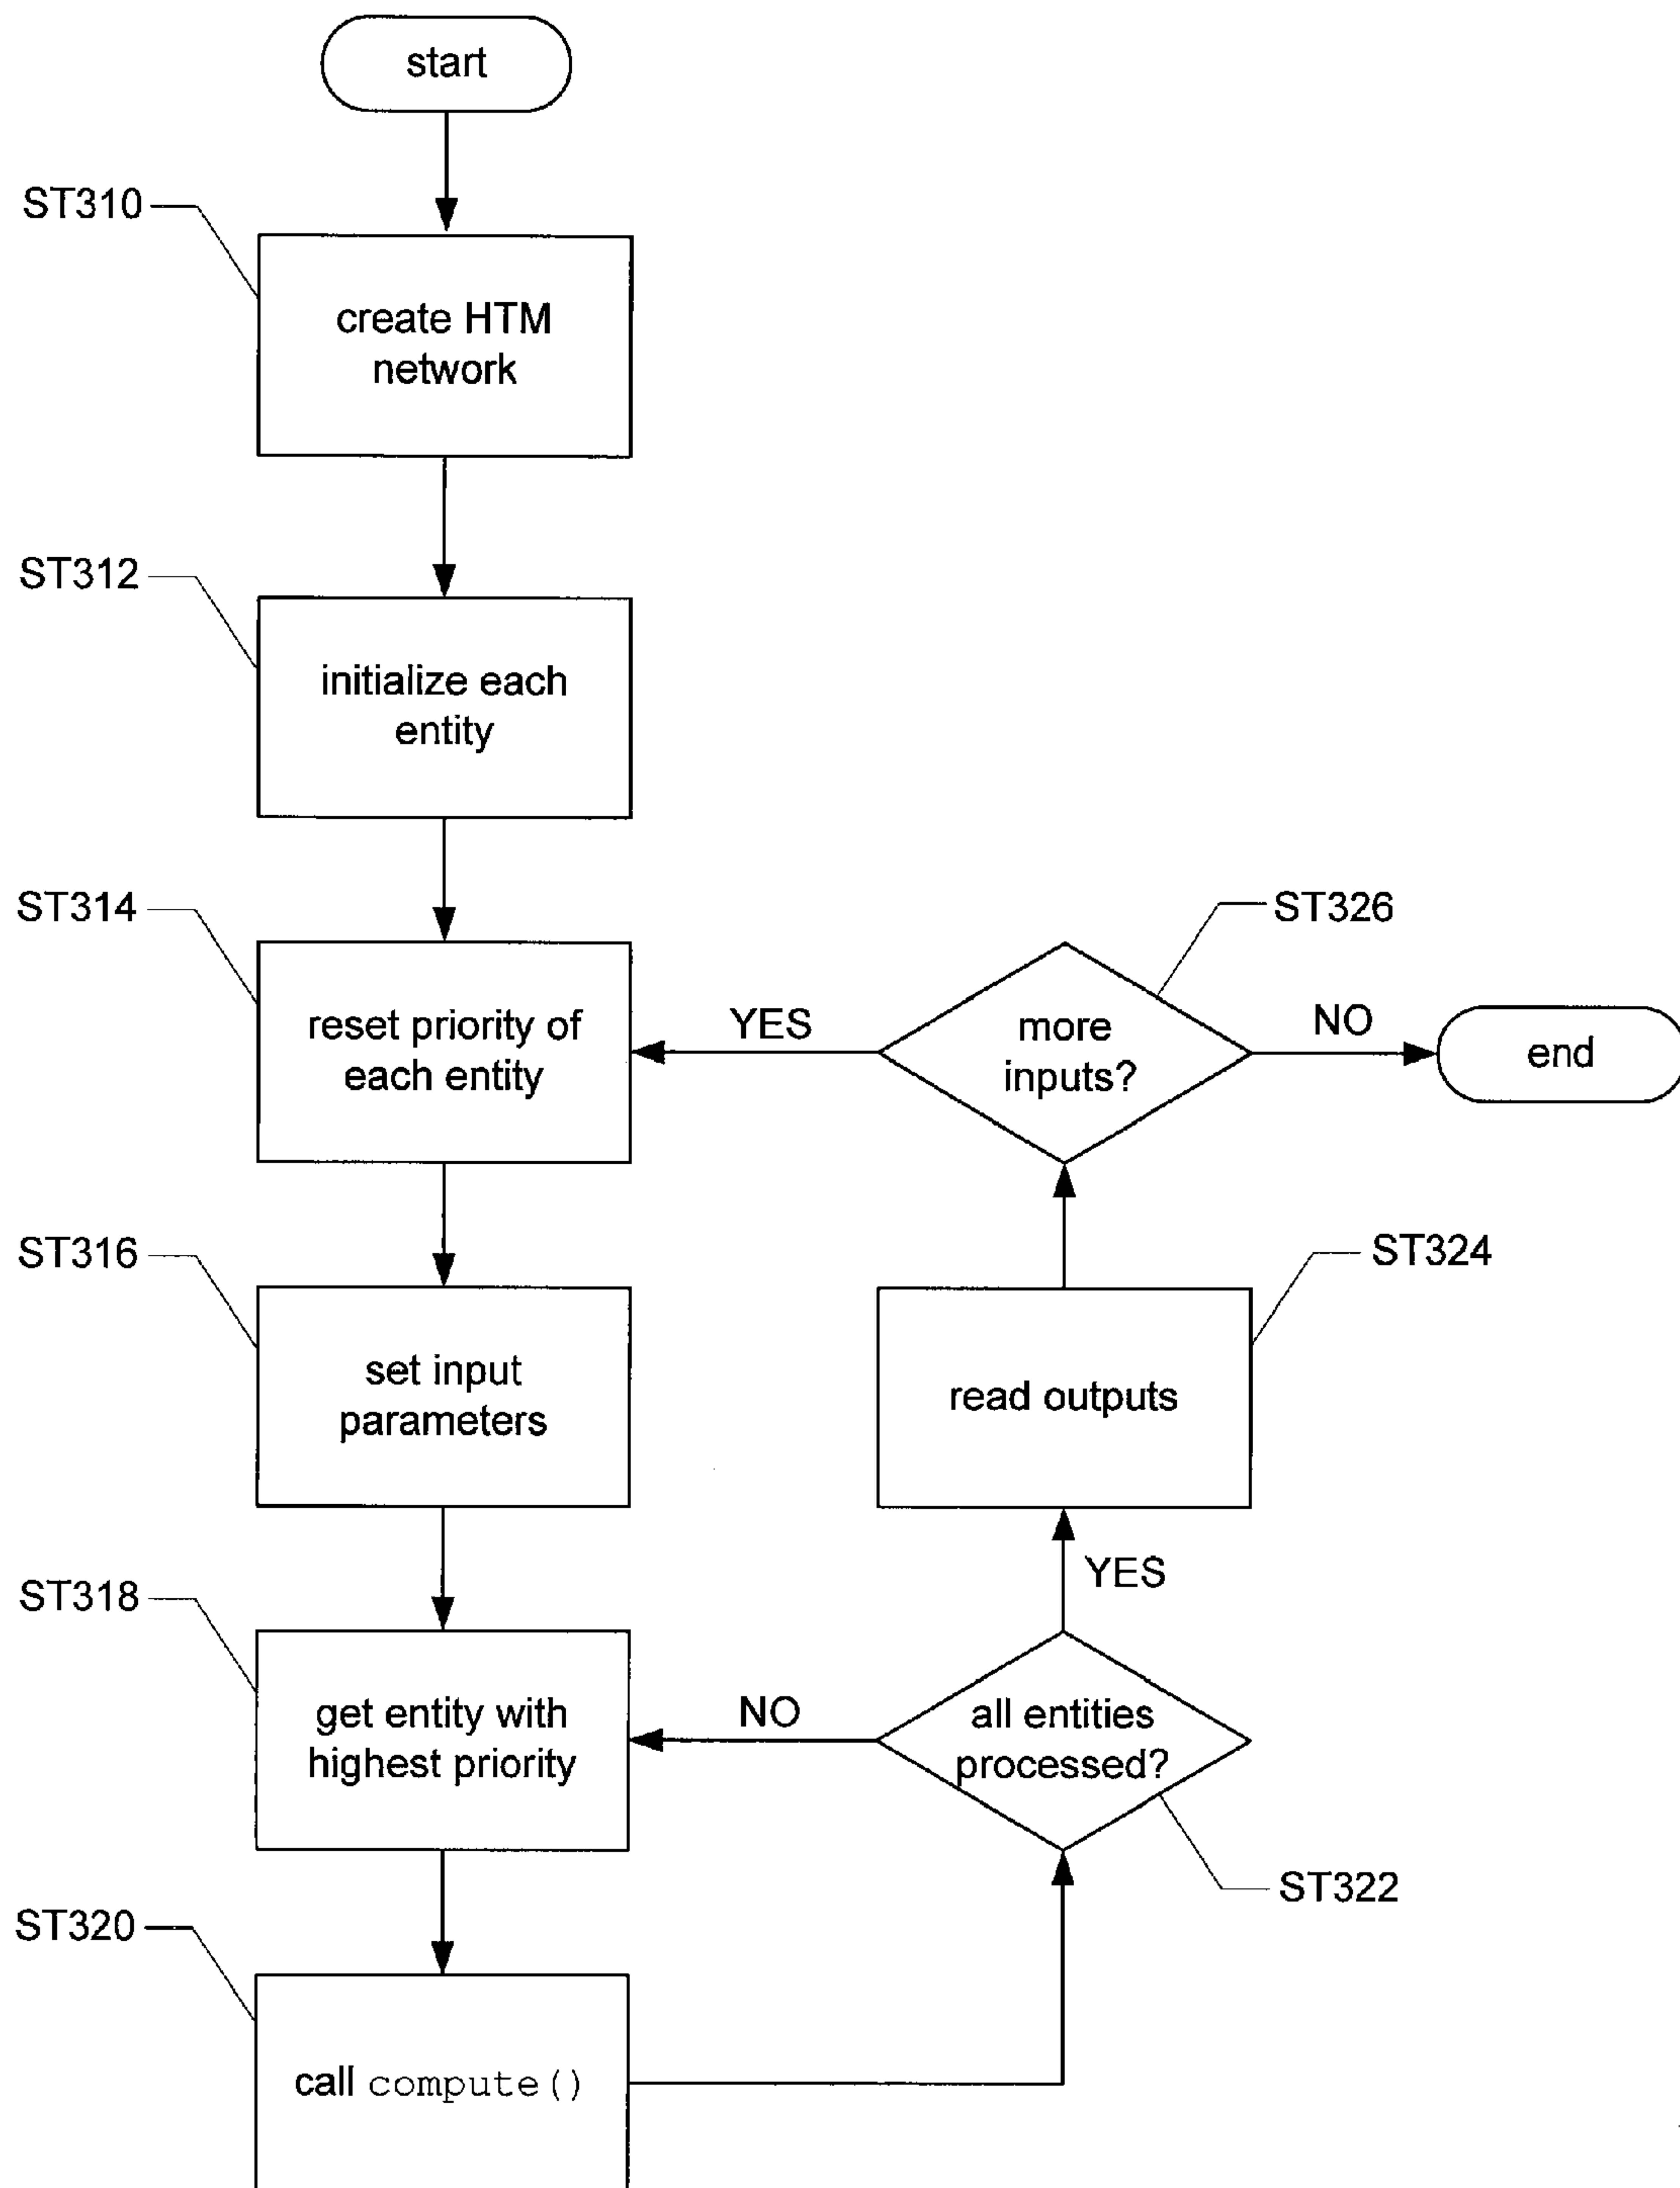 start
ST310
create HTM
network
ST312
initialize each
entity
ST314
reset priority of
each entity
YES
more
inputs?
ST326
NO
end
ST316
set input
parameters
ST324
read outputs
ST318
get entity with
highest priority
NO
YES
all entities
processed?
ST322
ST320
call compute()